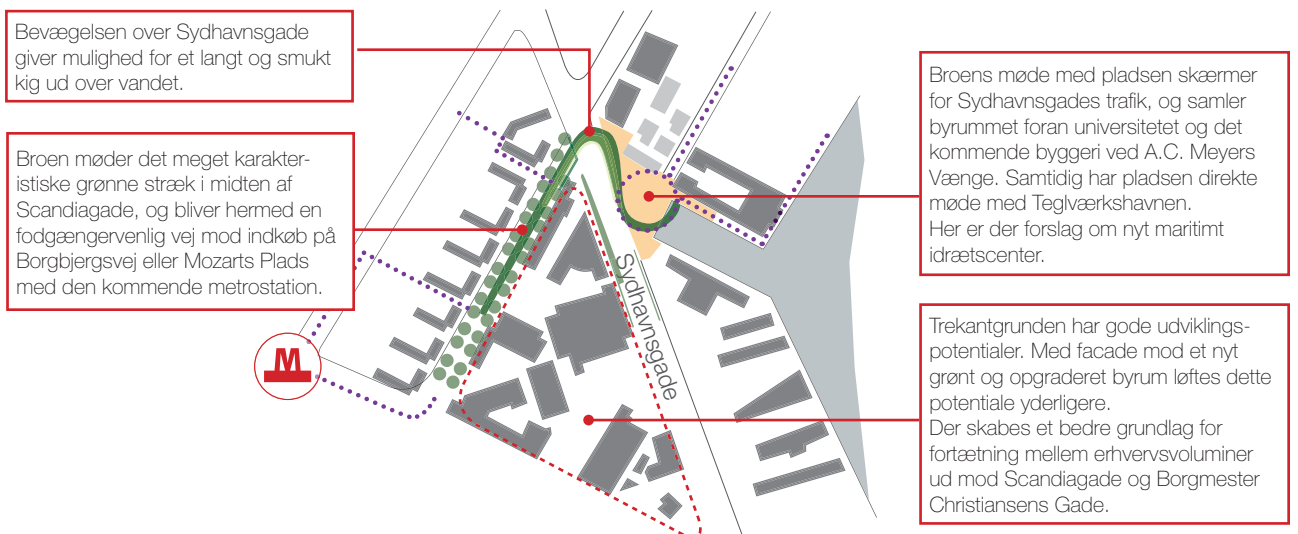 Bevægelsen over Sydhavnsgade
giver mulighed for et langt og smukt
kig ud over vandet.
Broen møder det meget karakter-
istiske grønne stræk i midten af
Scandiagade, og bliver hermed en
fodgængervenlig vej mod indkøb på
Borgbjergsvej eller Mozarts Plads
med den kommende metrostation.
M
Sydhavnsgade
Broens møde med pladsen skærmer
for Sydhavnsgades trafik, og samler
byrummet foran universitetet og det
kommende byggeri ved A.C. Meyers
Vænge. Samtidig har pladsen direkte
møde med Teglværkshavnen.
Her er der forslag om nyt maritimt
idrætscenter.
Trekantgrunden har gode udviklings-
potentialer. Med facade mod et nyt
grønt og opgraderet byrum løftes dette
potentiale yderligere.
Der skabes et bedre grundlag for
fortætning mellem erhvervsvoluminer
ud mod Scandiagade og Borgmester
Christiansens Gade.